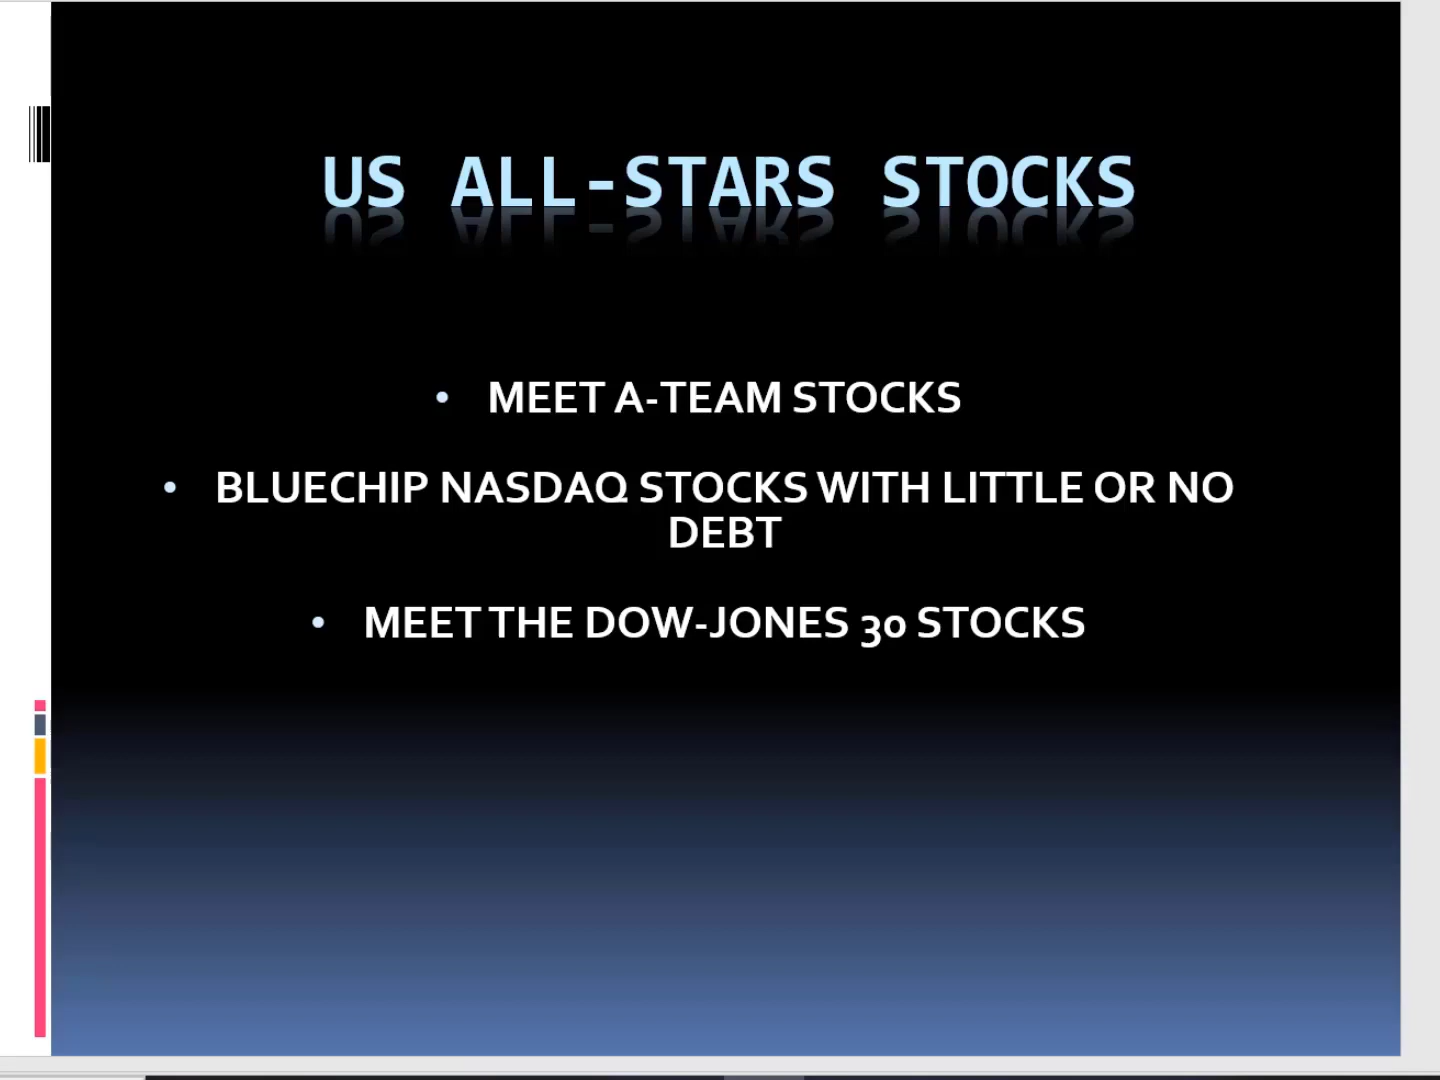 US ALL-STARS STOCKS
• MEET A-TEAM STOCKS
• BLUECHIP NASDAQ STOCKS WITH LITTLE OR NO
DEBT
• MEET THE DOW-JONES 30 STOCKS